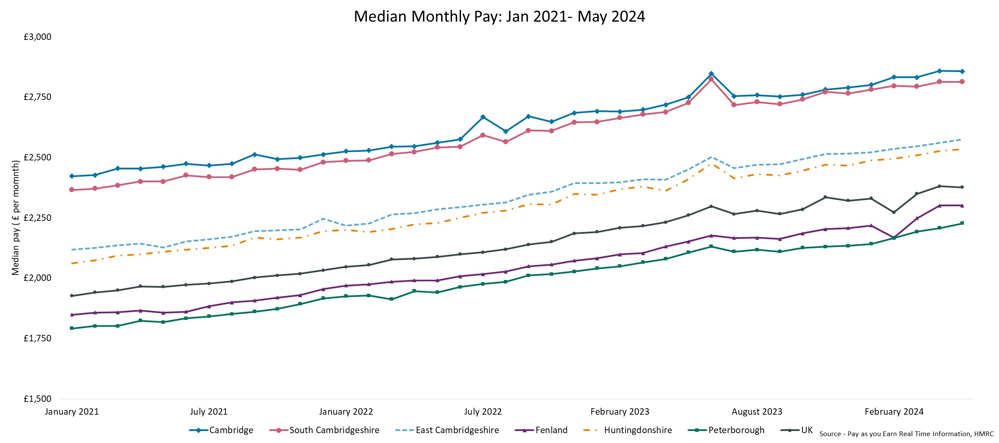 Median Monthly Pay: Jan 2021- May 2024
£3,000
£2,750
£2,500
£2,250
£2,000
£1,750
£1,500
Median pay ( £ per momnth)
January 2021 July 2021 January 2022 July 2022 February 2023 August 2023 February 2024
Cambridge South Cambridgeshire East Cambridgeshire Fenland Huntingdonshire Peterborough UK
Source - Pay as you Earn Real Time Information, HMRC